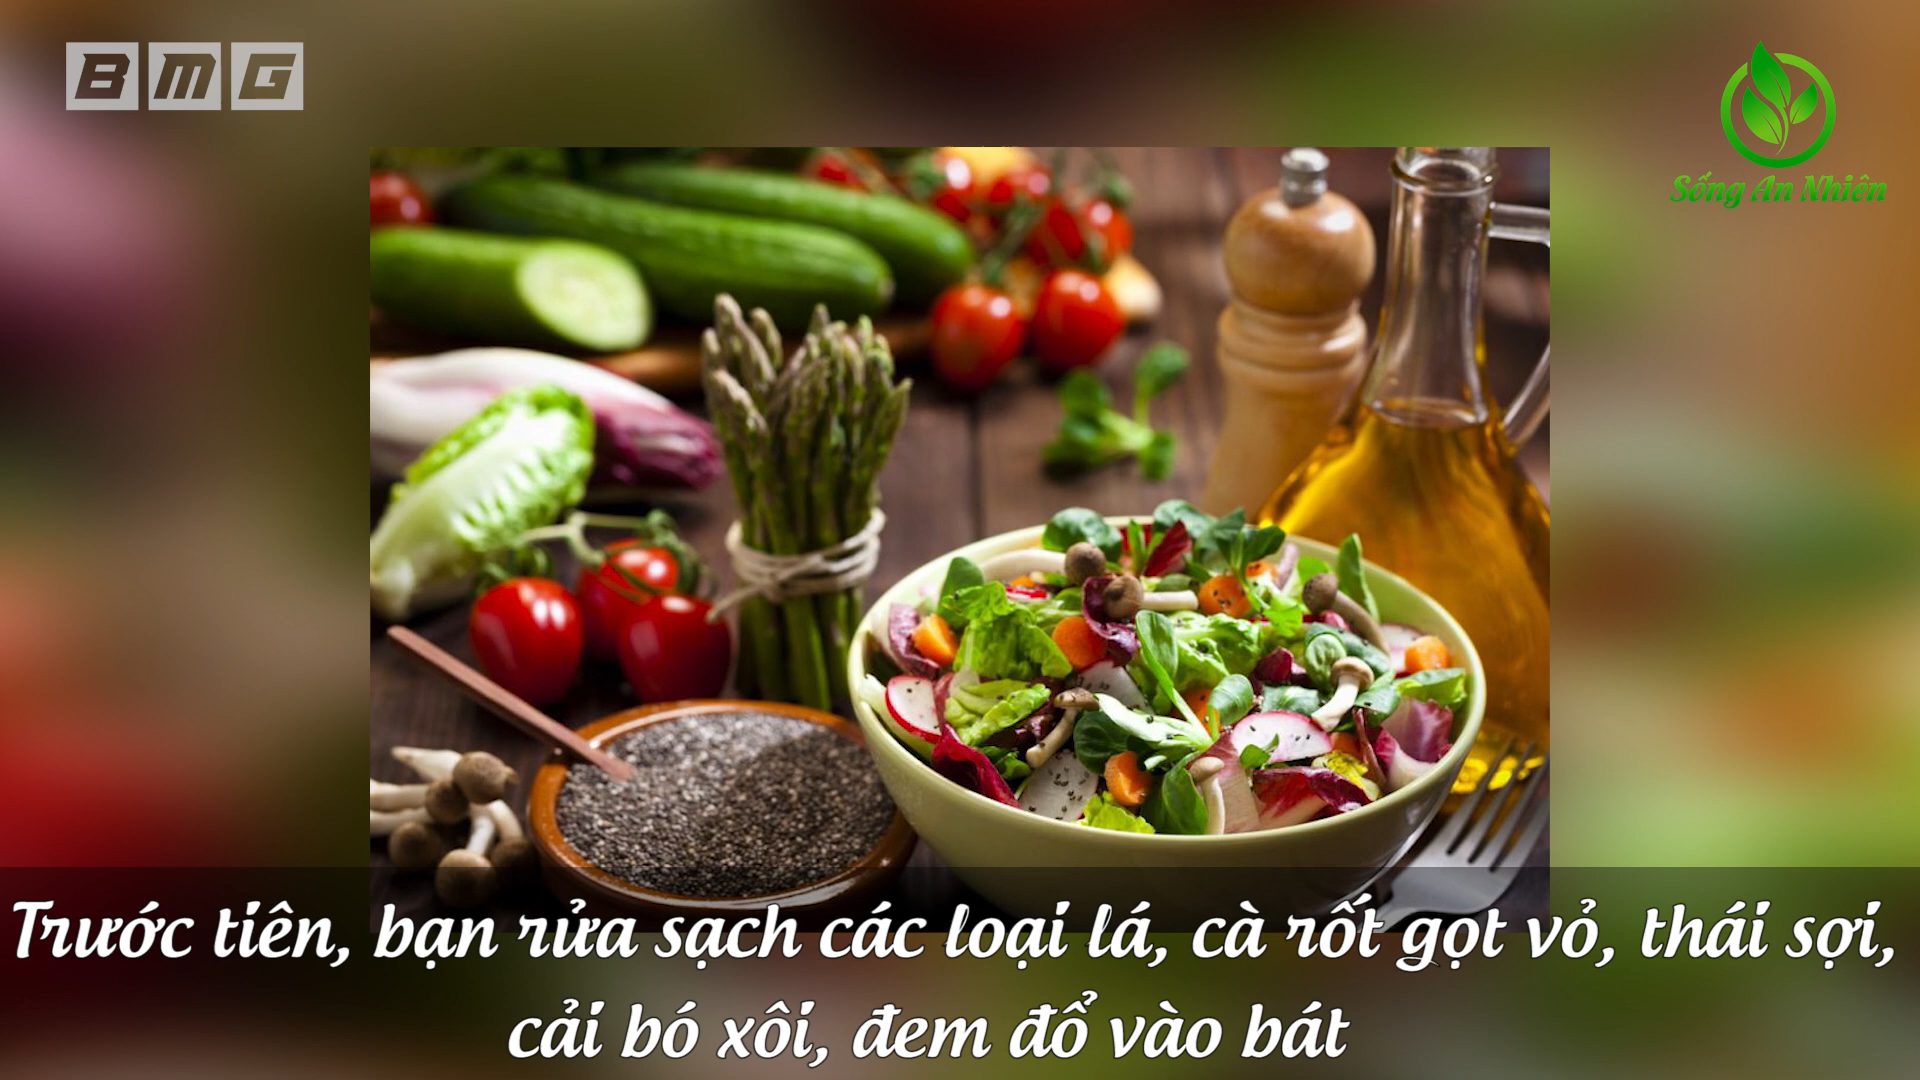 BMG
Sống An Nhiên
Trước tiên, bạn rửa sạch các loại lá, cà rốt gọt vỏ, thái sợi,
cải bó xôi, đem đổ vào bát